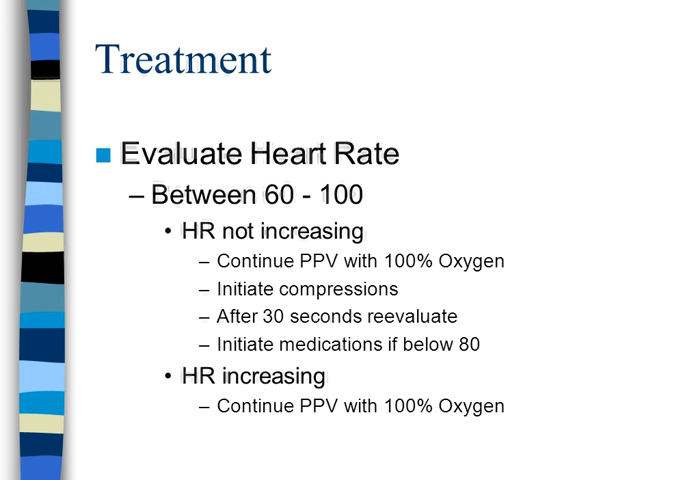 Treatment
Evaluate Heart Rate
– Between 60 - 100
• HR not increasing
– Continue PPV with 100% Oxygen
– Initiate compressions
– After 30 seconds reevaluate
– Initiate medications if below 80
• HR increasing
– Continue PPV with 100% Oxygen